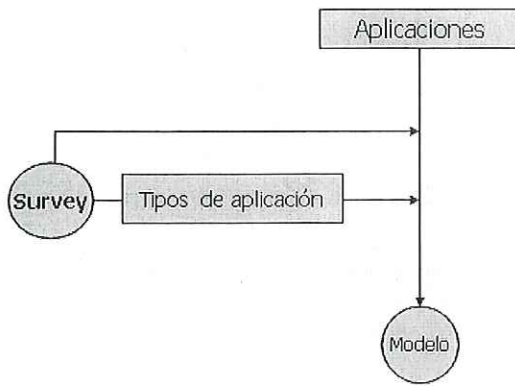 Aplicaciones
Survey
Tipos de aplicación
Modelo